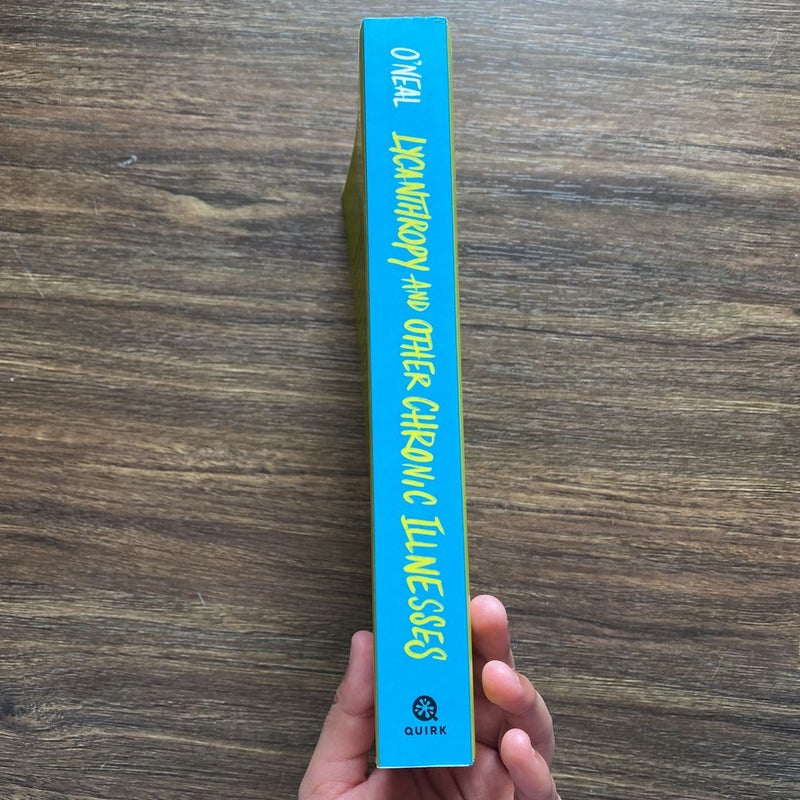 O'NEAL
LYCANTHROPY AND OTHER CHRONIC ILLNESSES
QUIRK